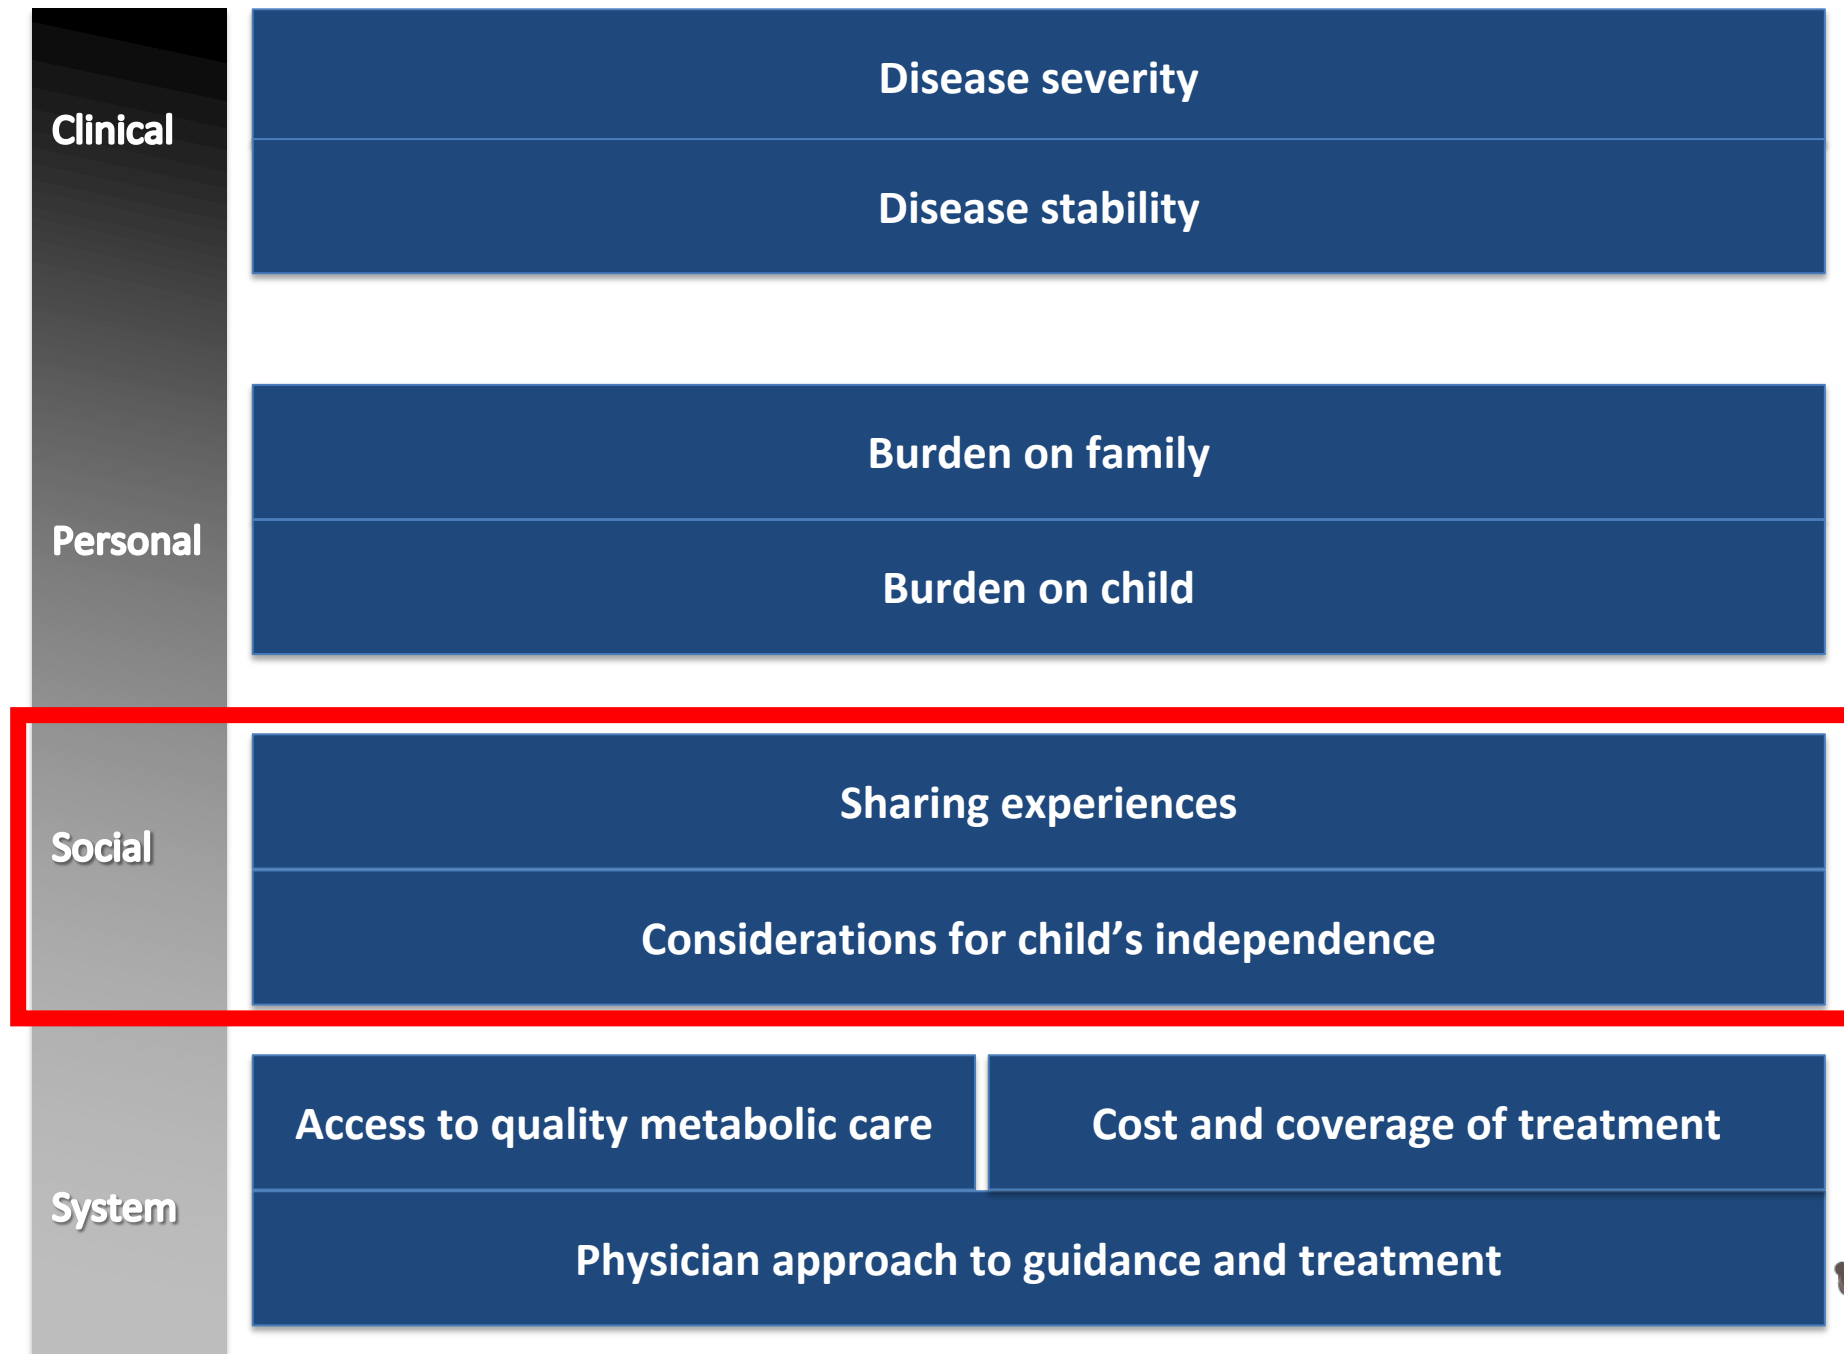 Clinical
Disease severity
Disease stability
Personal
Burden on family
Burden on child
Social
Sharing experiences
Considerations for child’s independence
System
Access to quality metabolic care
Cost and coverage of treatment
Physician approach to guidance and treatment